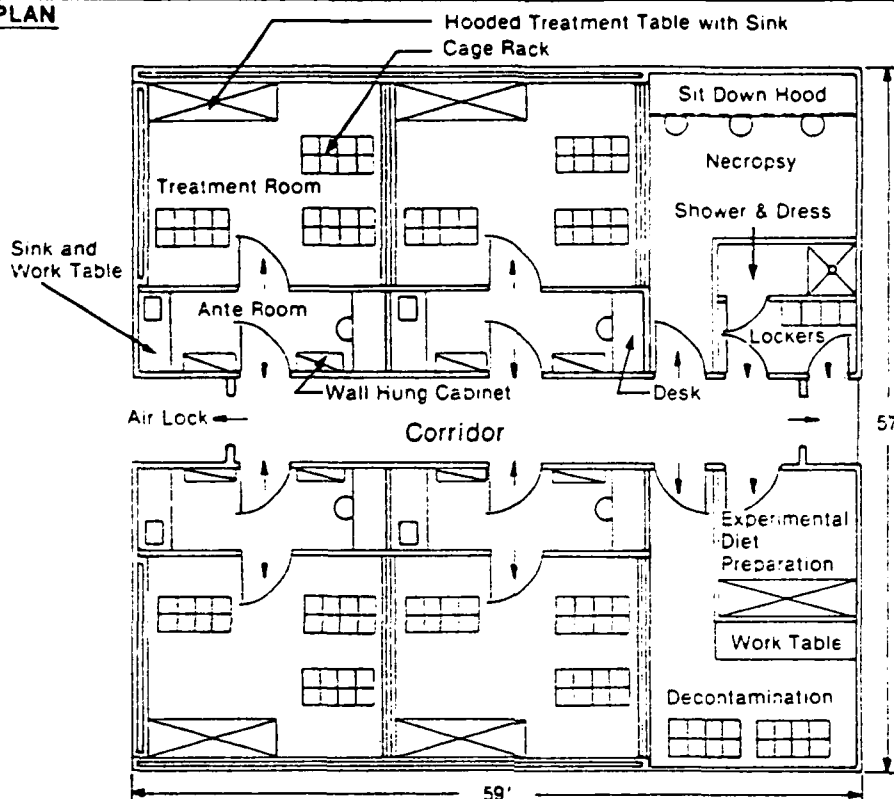 PLAN
Hooded Treatment Table with Sink
Cage Rack
Sit Down Hood
Necropsy
Treatment Room
Shower & Dress
Sink and
Work Table
Ante Room
Lockers
Wall Hung Cabinet
Desk
Air Lock
Corridor
57
Experimental
Diet
Preparation
Work Table
Decontamination
59'